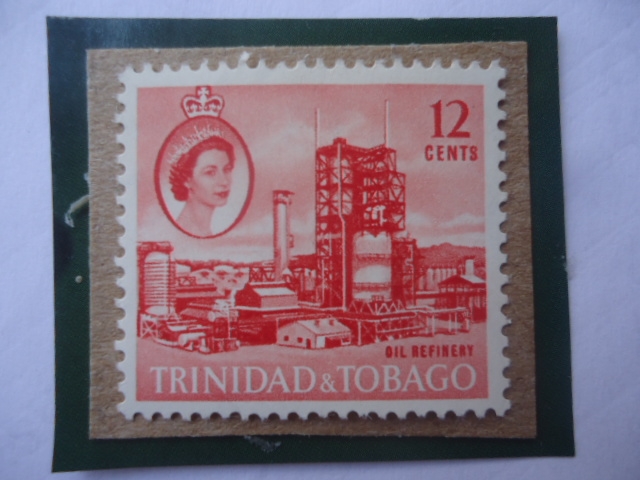 12
CENTS
OIL REFINERY
TRINIDAD & TOBAGO